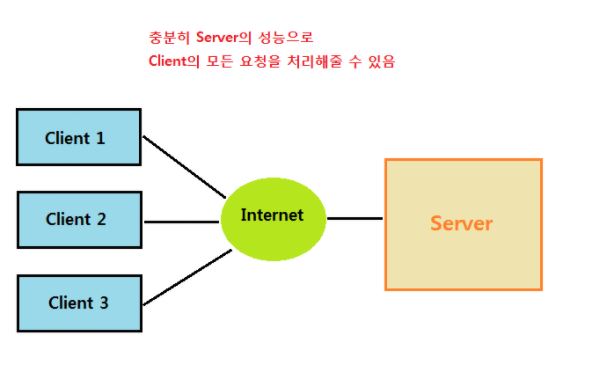 충분히 Server의 성능으로
Client의 모든 요청을 처리해줄 수 있음
Client 1
Client 2
Client 3
Internet
Server